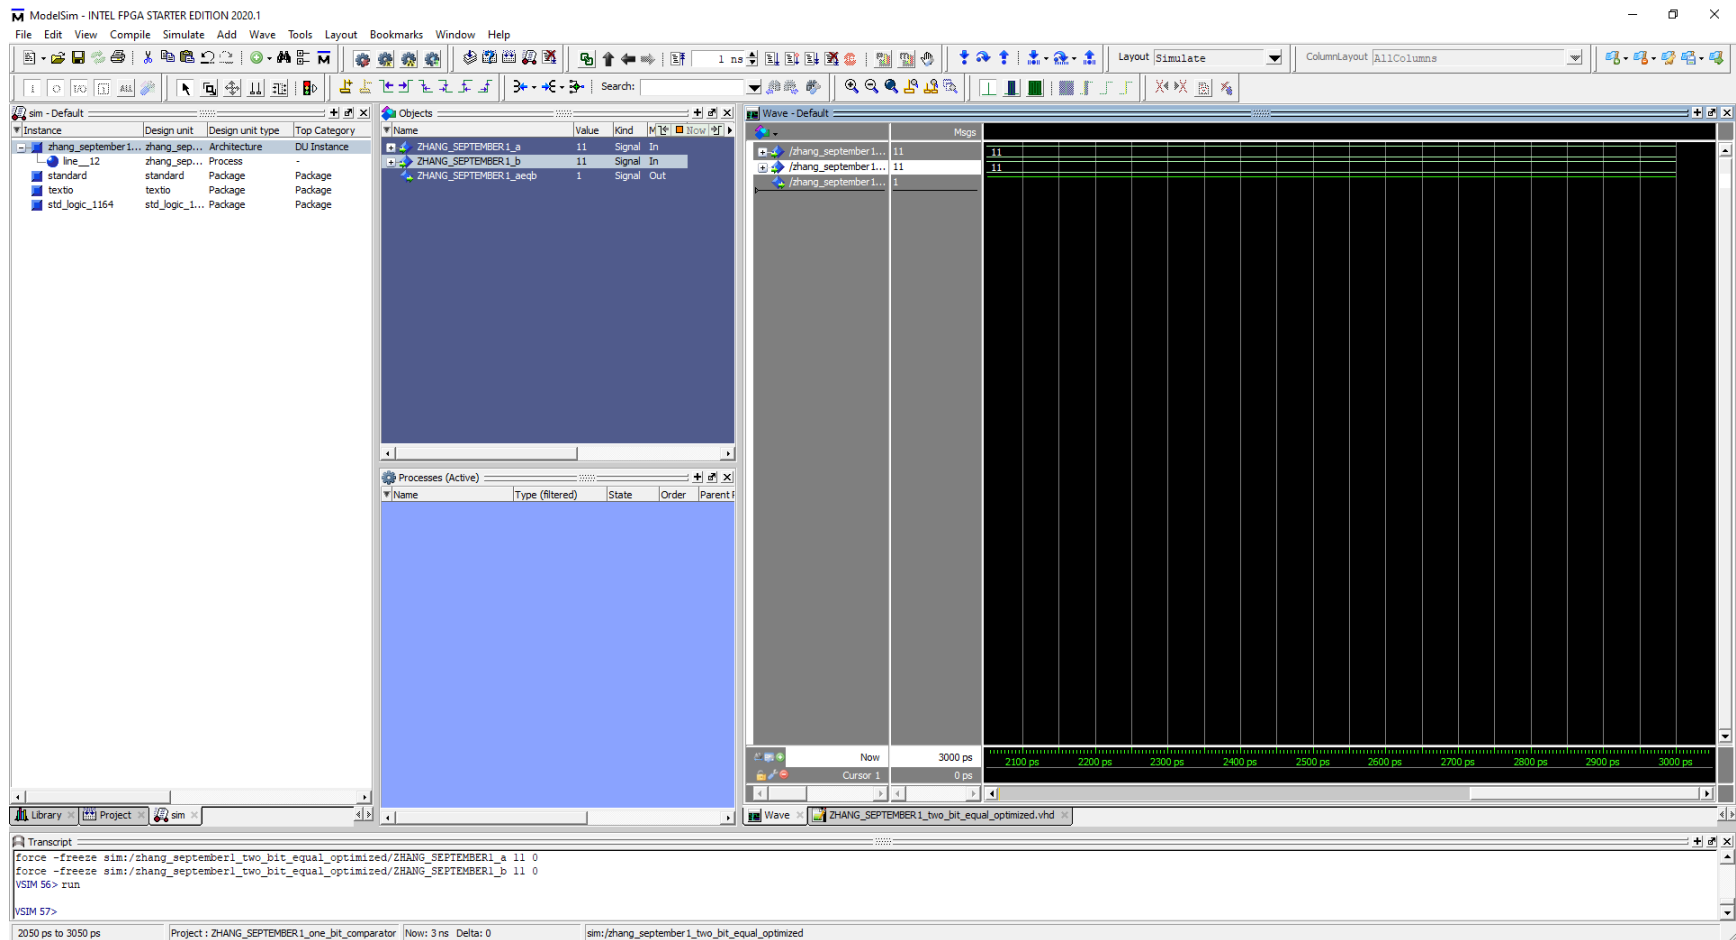 ModelSim - INTEL FPGA STARTER EDITION 2020.1
File Edit View Compile Simulate Add Wave Tools Layout Bookmarks Window Help
1 ns
Layout Simulate
ColumnLayout AllColumns
Search:
sim - Default
Instance Design unit Design unit type Top Category
zhang_september1... zhang_sep... Architecture DU Instance
line__12 zhang_sep... Process -
standard standard Package Package
textio textio Package Package
std_logic_1164 std_logic_1... Package Package
Library Project sim
Objects
Name Value Kind M Now
ZHANG_SEPTEMBER1_a 11 Signal In
ZHANG_SEPTEMBER1_b 11 Signal In
ZHANG_SEPTEMBER1_aeqb 1 Signal Out
Processes (Active)
Name Type (filtered) State Order Parent P
Wave - Default
Msgs
/zhang_september1... 11 11
/zhang_september1... 11 11
/zhang_september1... 1
Now 3000 ps
Cursor 1 0 ps
2100 ps 2200 ps 2300 ps 2400 ps 2500 ps 2600 ps 2700 ps 2800 ps 2900 ps 3000 ps
Wave ZHANG_SEPTEMBER1_two_bit_equal_optimized.vhd
Transcript
force -freeze sim:/zhang_september1_two_bit_equal_optimized/ZHANG_SEPTEMBER1_a 11 0
force -freeze sim:/zhang_september1_two_bit_equal_optimized/ZHANG_SEPTEMBER1_b 11 0
VSIM 56> run
VSIM 57>
2050 ps to 3050 ps Project : ZHANG_SEPTEMBER1_one_bit_comparator Now: 3 ns Delta: 0 sim:/zhang_september1_two_bit_equal_optimized